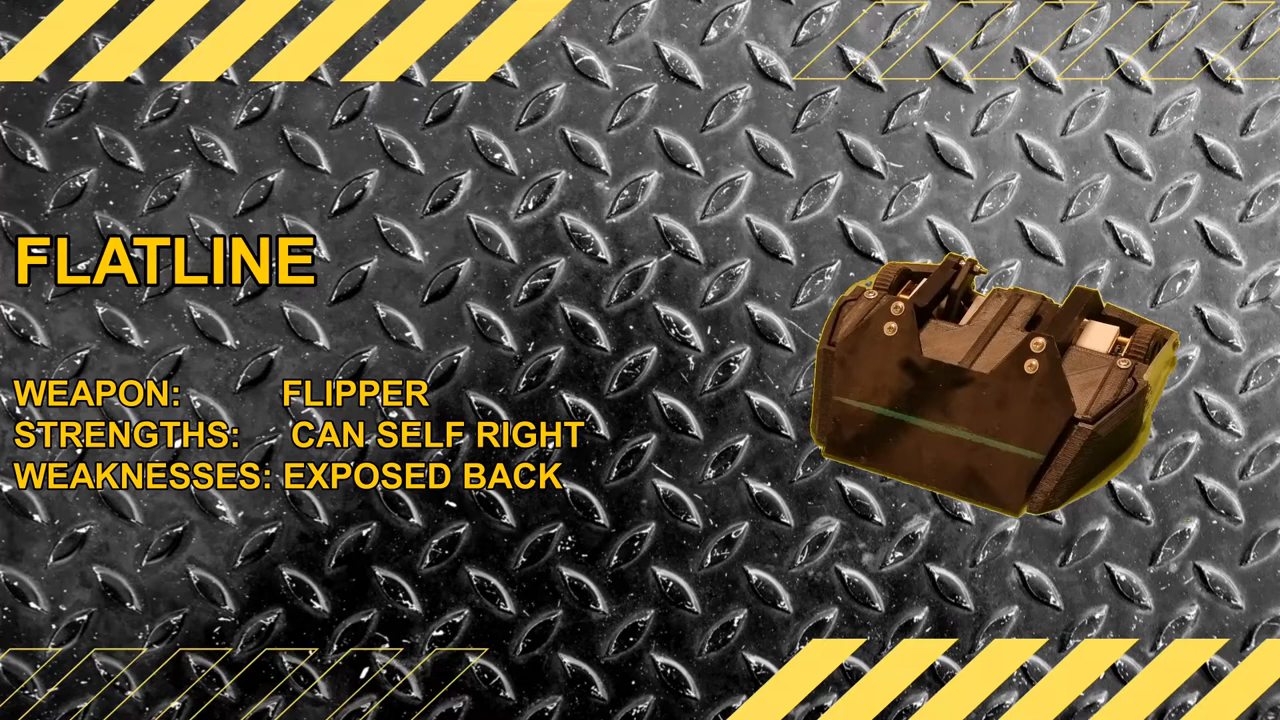 FLATLINE
WEAPON: FLIPPER
STRENGTHS: CAN SELF RIGHT
WEAKNESSES: EXPOSED BACK